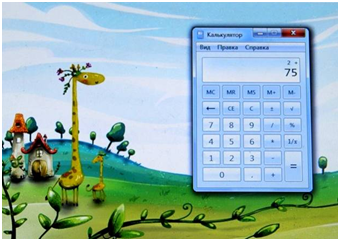 Калькулятор
Вид Правка Справка
2 *
75
MC MR MS M+ M-
← CE C ± √
7 8 9 / %
4 5 6 * 1/x
1 2 3 - =
0 . +